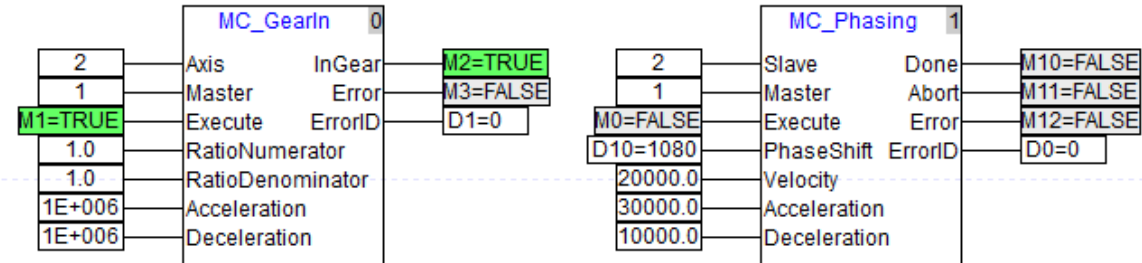 MC_GearIn 0 MC_Phasing 1
2 Axis InGear M2=TRUE 2 Slave Done M10=FALSE
1 Master Error M3=FALSE 1 Master Abort M11=FALSE
M1=TRUE Execute ErrorID D1=0 M0=FALSE Execute Error M12=FALSE
1.0 RatioNumerator D10=1080 PhaseShift ErrorID D0=0
1.0 RatioDenominator 20000.0 Velocity
1E+006 Acceleration 30000.0 Acceleration
1E+006 Deceleration 10000.0 Deceleration